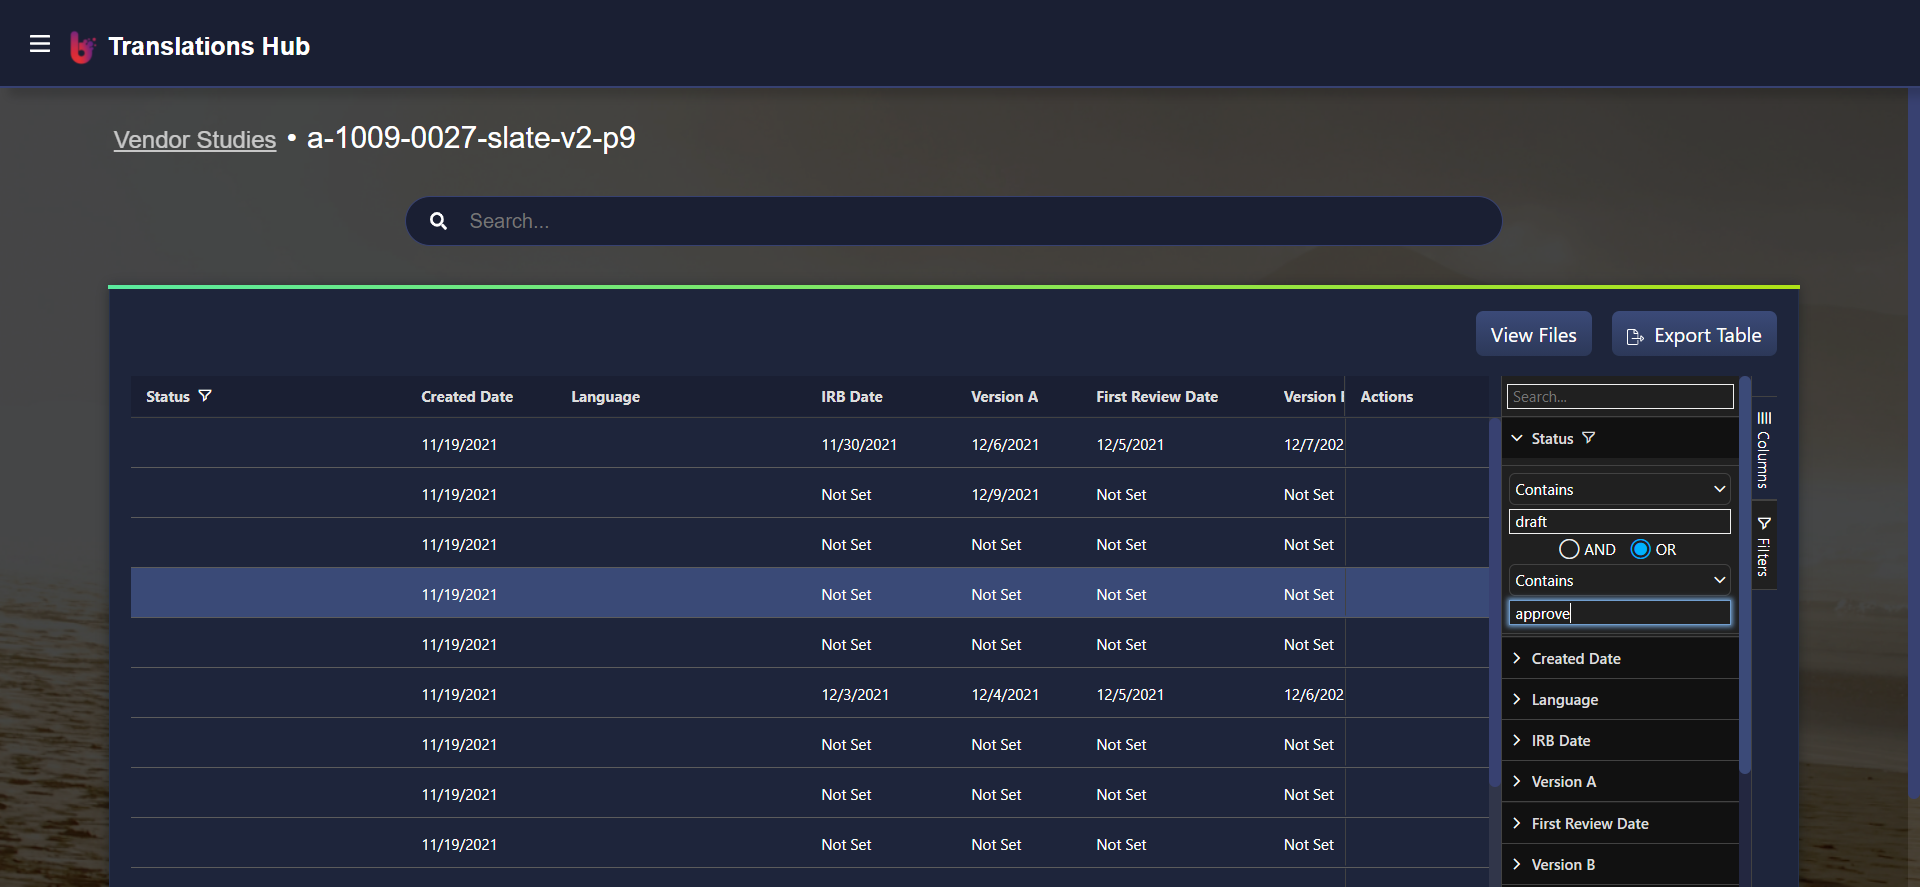 Translations Hub
Vendor Studies • a-1009-0027-slate-v2-p9
Search...
View Files
Export Table
Status Created Date Language IRB Date Version A First Review Date Version Actions
11/19/2021 11/30/2021 12/6/2021 12/5/2021 12/7/202
11/19/2021 Not Set 12/9/2021 Not Set Not Set
11/19/2021 Not Set Not Set Not Set Not Set
11/19/2021 Not Set Not Set Not Set Not Set
11/19/2021 Not Set Not Set Not Set Not Set
11/19/2021 12/3/2021 12/4/2021 12/5/2021 12/6/202
11/19/2021 Not Set Not Set Not Set Not Set
11/19/2021 Not Set Not Set Not Set Not Set
11/19/2021 Not Set Not Set Not Set Not Set
Search...
Status
Contains
draft
AND OR
Contains
approve
Created Date
Language
IRB Date
Version A
First Review Date
Version B
Columns
Filters